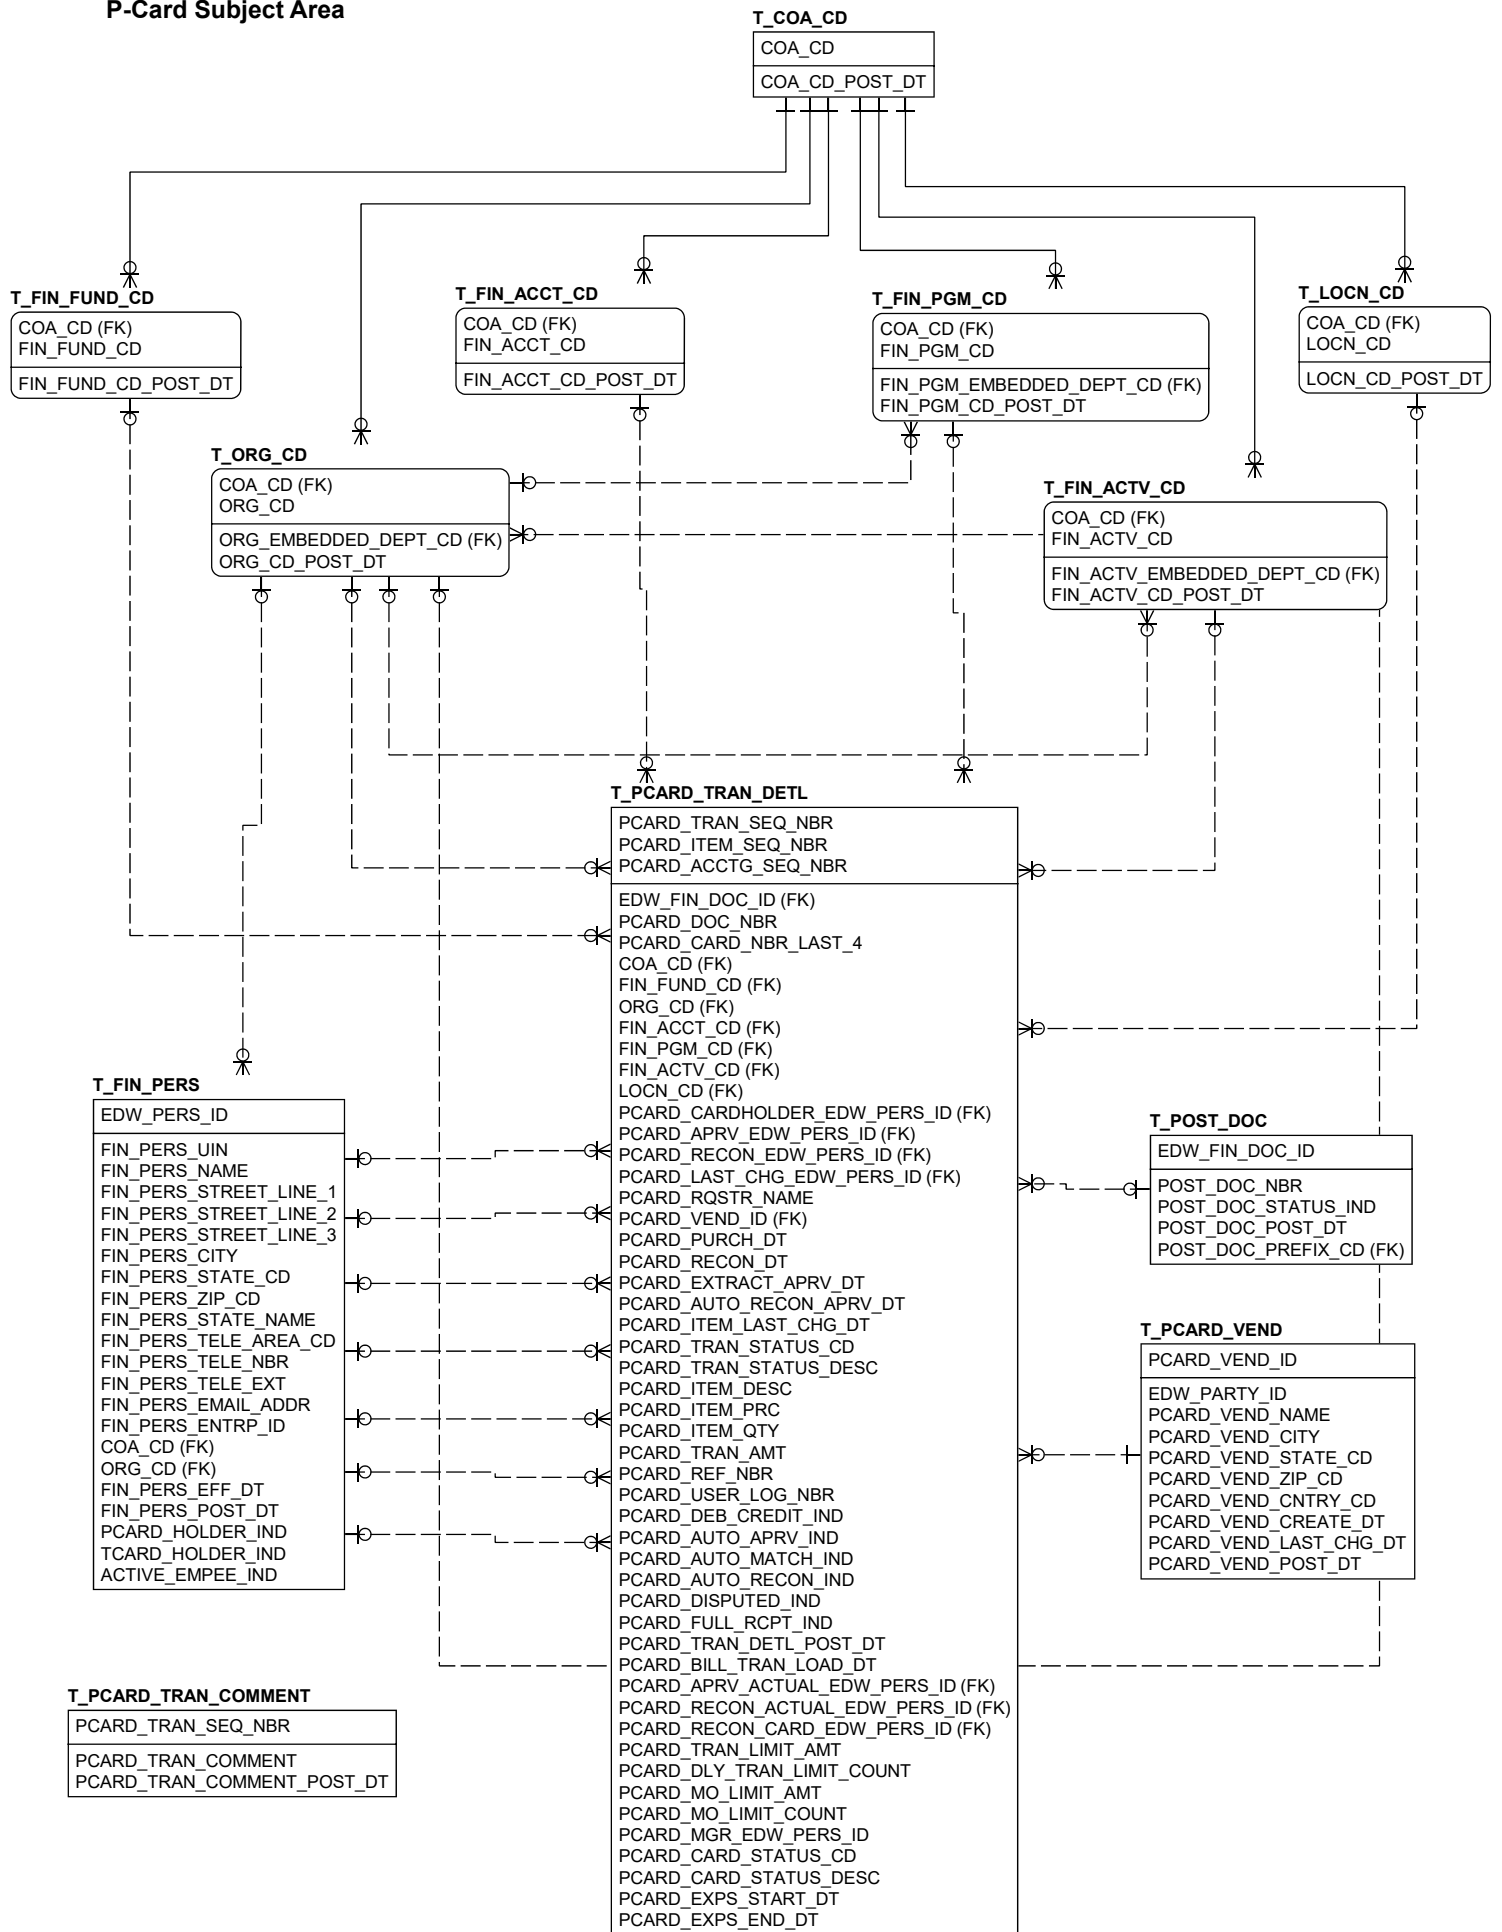 P-Card Subject Area
T_COA_CD
COA_CD
COA_CD_POST_DT
T_FIN_FUND_CD
COA_CD (FK)
FIN_FUND_CD
FIN_FUND_CD_POST_DT
T_FIN_ACCT_CD
COA_CD (FK)
FIN_ACCT_CD
FIN_ACCT_CD_POST_DT
T_FIN_PGM_CD
COA_CD (FK)
FIN_PGM_CD
FIN_PGM_EMBEDDED_DEPT_CD (FK)
FIN_PGM_CD_POST_DT
T_LOCN_CD
COA_CD (FK)
LOCN_CD
LOCN_CD_POST_DT
T_ORG_CD
COA_CD (FK)
ORG_CD
ORG_EMBEDDED_DEPT_CD (FK)
ORG_CD_POST_DT
T_FIN_ACTV_CD
COA_CD (FK)
FIN_ACTV_CD
FIN_ACTV_EMBEDDED_DEPT_CD (FK)
FIN_ACTV_CD_POST_DT
T_PCARD_TRAN_DETL
PCARD_TRAN_SEQ_NBR
PCARD_ITEM_SEQ_NBR
PCARD_ACCTG_SEQ_NBR
EDW_FIN_DOC_ID (FK)
PCARD_DOC_NBR
PCARD_CARD_NBR_LAST_4
COA_CD (FK)
FIN_FUND_CD (FK)
ORG_CD (FK)
FIN_ACCT_CD (FK)
FIN_PGM_CD (FK)
FIN_ACTV_CD (FK)
LOCN_CD (FK)
PCARD_CARDHOLDER_EDW_PERS_ID (FK)
PCARD_APRV_EDW_PERS_ID (FK)
PCARD_RECON_EDW_PERS_ID (FK)
PCARD_LAST_CHG_EDW_PERS_ID (FK)
PCARD_RQSTR_NAME
PCARD_VEND_ID (FK)
PCARD_PURCH_DT
PCARD_RECON_DT
PCARD_EXTRACT_APRV_DT
PCARD_AUTO_RECON_APRV_DT
PCARD_ITEM_LAST_CHG_DT
PCARD_TRAN_STATUS_CD
PCARD_TRAN_STATUS_DESC
PCARD_ITEM_DESC
PCARD_ITEM_PRC
PCARD_ITEM_QTY
PCARD_TRAN_AMT
PCARD_REF_NBR
PCARD_USER_LOG_NBR
PCARD_DEB_CREDIT_IND
PCARD_AUTO_APRV_IND
PCARD_AUTO_MATCH_IND
PCARD_AUTO_RECON_IND
PCARD_DISPUTED_IND
PCARD_FULL_RCPT_IND
PCARD_TRAN_DETL_POST_DT
PCARD_BILL_TRAN_LOAD_DT
PCARD_APRV_ACTUAL_EDW_PERS_ID (FK)
PCARD_RECON_ACTUAL_EDW_PERS_ID (FK)
PCARD_RECON_CARD_EDW_PERS_ID (FK)
PCARD_TRAN_LIMIT_AMT
PCARD_DLY_TRAN_LIMIT_COUNT
PCARD_MO_LIMIT_AMT
PCARD_MO_LIMIT_COUNT
PCARD_MGR_EDW_PERS_ID
PCARD_CARD_STATUS_CD
PCARD_CARD_STATUS_DESC
PCARD_EXPS_START_DT
PCARD_EXPS_END_DT
T_FIN_PERS
EDW_PERS_ID
FIN_PERS_UIN
FIN_PERS_NAME
FIN_PERS_STREET_LINE_1
FIN_PERS_STREET_LINE_2
FIN_PERS_STREET_LINE_3
FIN_PERS_CITY
FIN_PERS_STATE_CD
FIN_PERS_ZIP_CD
FIN_PERS_STATE_NAME
FIN_PERS_TELE_AREA_CD
FIN_PERS_TELE_NBR
FIN_PERS_TELE_EXT
FIN_PERS_EMAIL_ADDR
FIN_PERS_ENTRP_ID
COA_CD (FK)
ORG_CD (FK)
FIN_PERS_EFF_DT
FIN_PERS_POST_DT
PCARD_HOLDER_IND
TCARD_HOLDER_IND
ACTIVE_EMPEE_IND
T_POST_DOC
EDW_FIN_DOC_ID
POST_DOC_NBR
POST_DOC_STATUS_IND
POST_DOC_POST_DT
POST_DOC_PREFIX_CD (FK)
T_PCARD_VEND
PCARD_VEND_ID
EDW_PARTY_ID
PCARD_VEND_NAME
PCARD_VEND_CITY
PCARD_VEND_STATE_CD
PCARD_VEND_ZIP_CD
PCARD_VEND_CNTRY_CD
PCARD_VEND_CREATE_DT
PCARD_VEND_LAST_CHG_DT
PCARD_VEND_POST_DT
T_PCARD_TRAN_COMMENT
PCARD_TRAN_SEQ_NBR
PCARD_TRAN_COMMENT
PCARD_TRAN_COMMENT_POST_DT